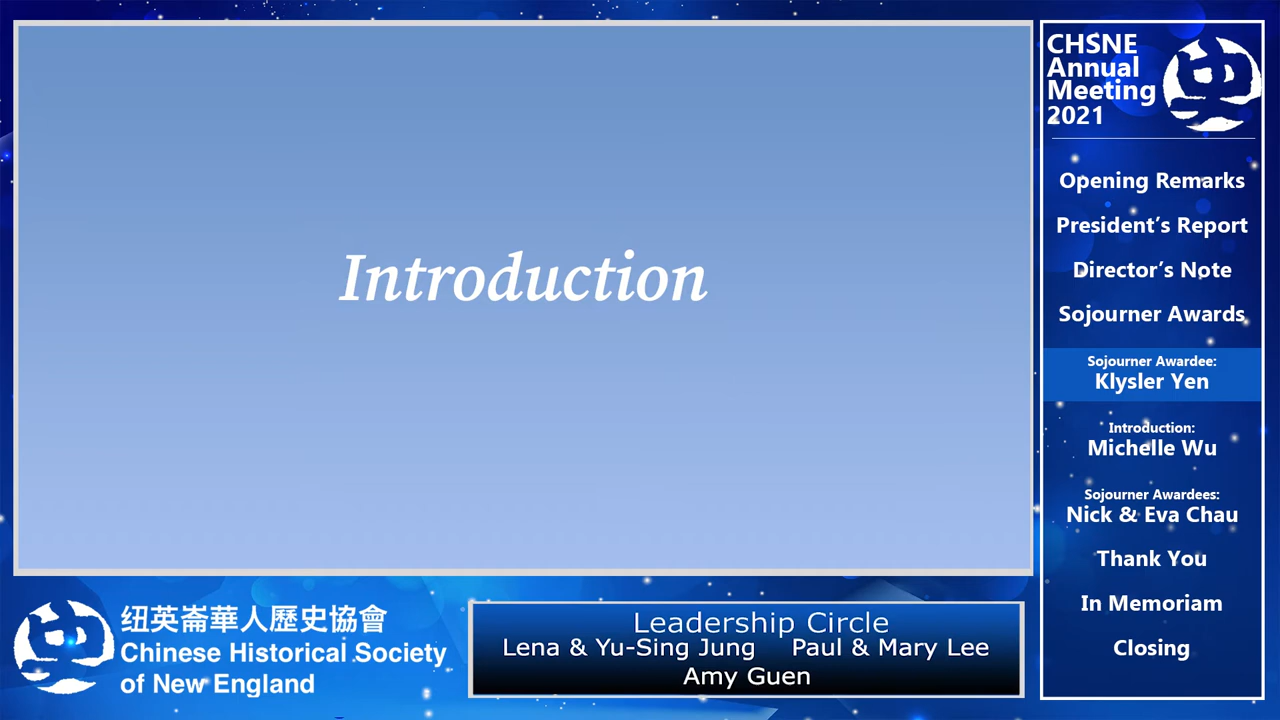 Introduction
CHSNE
Annual
Meeting
2021
Opening Remarks
President's Report
Director's Note
Sojourner Awards
Sojourner Awardee:
Klysler Yen
Introduction:
Michelle Wu
Sojourner Awardees:
Nick & Eva Chau
Thank You
In Memoriam
Closing
纽英崙華人歷史協會
Chinese Historical Society
of New England
Leadership Circle
Lena & Yu-Sing Jung Paul & Mary Lee
Amy Guen